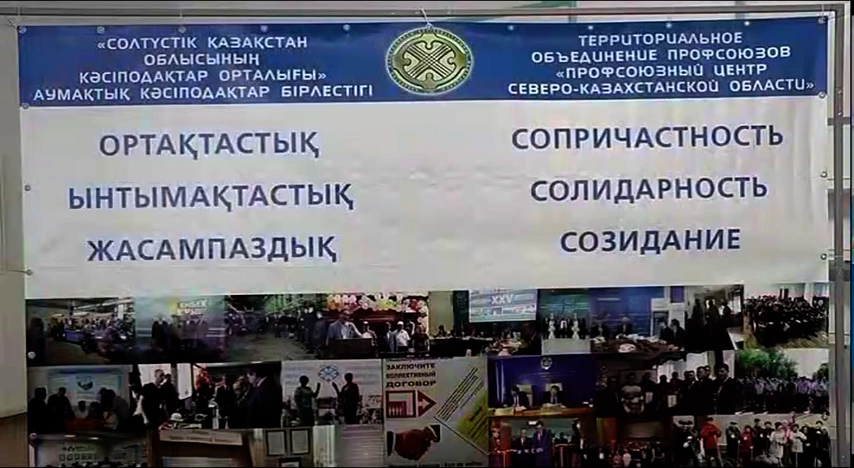 «СОЛТҮСТІК ҚАЗАҚСТАН
ОБЛЫСЫНЫҢ
КӘСІПОДАҚТАР ОРТАЛЫҒЫ»
АУМАҚТЫҚ КӘСІПОДАҚТАР БІРЛЕСТІГІ
ТЕРРИТОРИАЛЬНОЕ
ОБЪЕДИНЕНИЕ ПРОФСОЮЗОВ
«ПРОФСОЮЗНЫЙ ЦЕНТР
СЕВЕРО-КАЗАХСТАНСКОЙ ОБЛАСТИ»
ОРТАҚТАСТЫҚ
ЫНТЫМАҚТАСТЫҚ
ЖАСАМПАЗДЫҚ
СОПРИЧАСТНОСТЬ
СОЛИДАРНОСТЬ
СОЗИДАНИЕ
XXV
ЗАКЛЮЧИТЕ
КОЛЛЕКТИВНЫЙ
ДОГОВОР